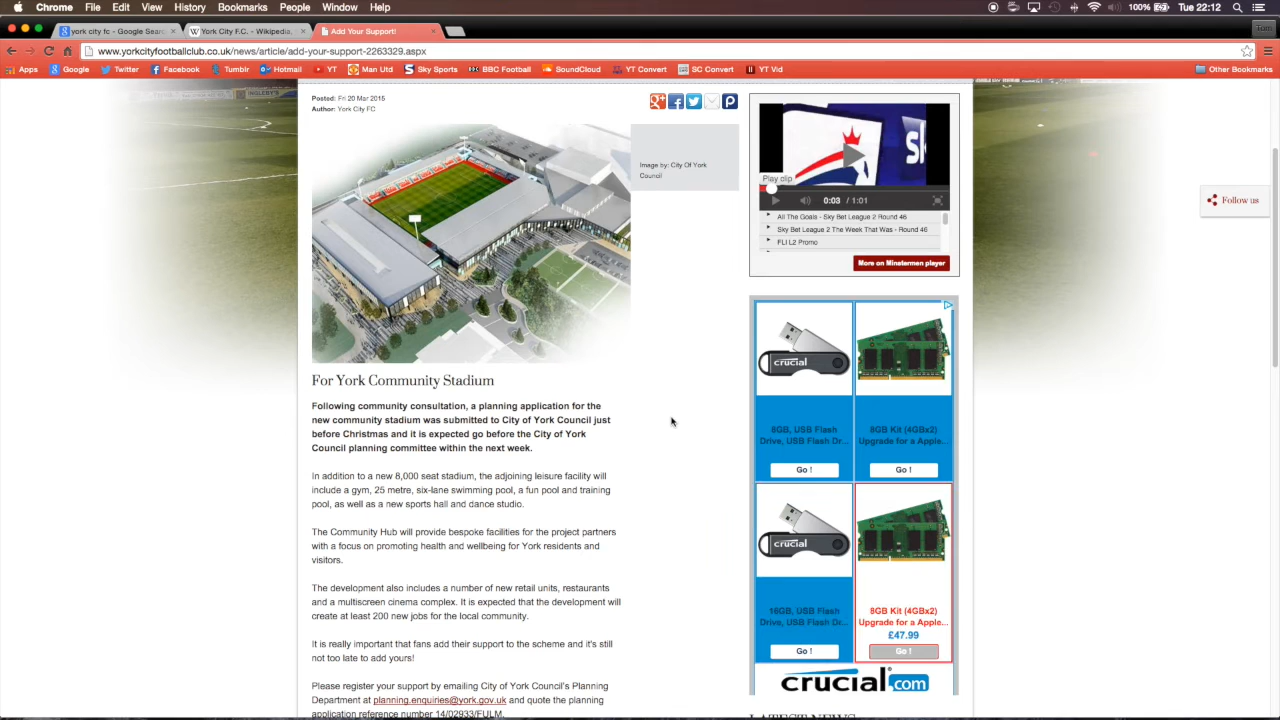 Chrome File Edit View History Bookmarks People Window Help
100% Tue 22:12
york city fc - Google Sear
York City F.C. - Wikipedia,
Add Your Support!
Tom
www.yorkcityfootballclub.co.uk/news/article/add-your-support-2263329.aspx
Apps Google Twitter Facebook Tumblr Hotmail YT Man Utd Sky Sports BBC Football SoundCloud YT Convert SC Convert YT Vid Other Bookmarks
Posted: Fri 20 Mar 2015
Author: York City FC
Image by: City Of York
Council
For York Community Stadium
Following community consultation, a planning application for the
new community stadium was submitted to City of York Council just
before Christmas and it is expected go before the City of York
Council planning committee within the next week.
In addition to a new 8,000 seat stadium, the adjoining leisure facility will
include a gym, 25 metre, six-lane swimming pool, a fun pool and training
pool, as well as a new sports hall and dance studio.
The Community Hub will provide bespoke facilities for the project partners
with a focus on promoting health and wellbeing for York residents and
visitors.
The development also includes a number of new retail units, restaurants
and a multiscreen cinema complex. It is expected that the development will
create at least 200 new jobs for the local community.
It is really important that fans add their support to the scheme and it's still
not too late to add yours!
Please register your support by emailing City of York Council's Planning
Department at planning.enquiries@york.gov.uk and quote the planning
application reference number 14/02933/FULM.
Play clip
0:03 / 1:01
All The Goals - Sky Bet League 2 Round 46
Sky Bet League 2 The Week That Was - Round 46
FLI L2 Promo
More on Minstermen player
Follow us
crucial
8GB, USB Flash
Drive, USB Flash Dr...
Go !
8GB Kit (4GBx2)
Upgrade for a Apple...
Go !
crucial
16GB, USB Flash
Drive, USB Flash Dr...
Go !
8GB Kit (4GBx2)
Upgrade for a Apple...
£47.99
Go !
crucial.com
LATEST NEWS